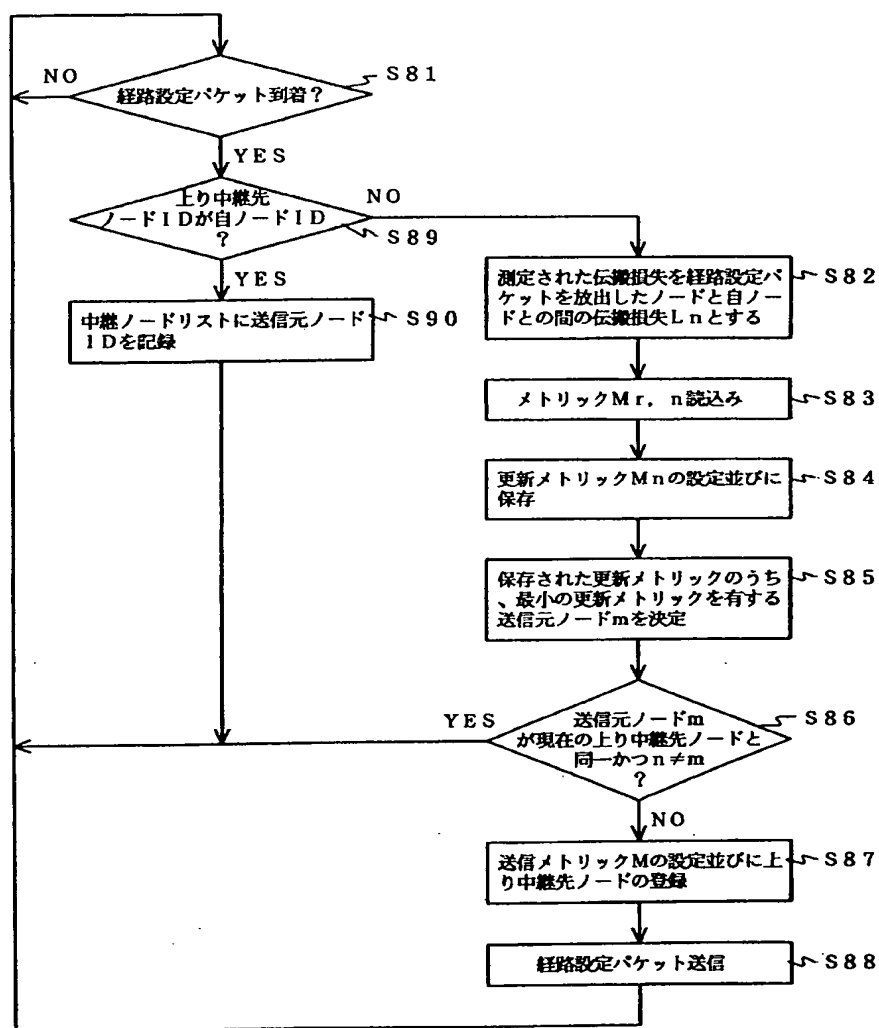 NO
S81
経路設定パケット到着？
YES
上り中継先
ノードIDが自ノードID
？
NO
S89
YES
中継ノードリストに送信元ノード
IDを記録
S90
測定された伝搬損失を経路設定パ
ケットを放出したノードと自ノー
ドとの間の伝搬損失Lnとする
S82
メトリックMr，n読込み
S83
更新メトリックMnの設定並びに
保存
S84
保存された更新メトリックのうち
、最小の更新メトリックを有する
送信元ノードmを決定
S85
YES
送信元ノードm
が現在の上り中継先ノードと
同一かつn≠m
？
S86
NO
送信メトリックMの設定並びに上
り中継先ノードの登録
S87
経路設定パケット送信
S88